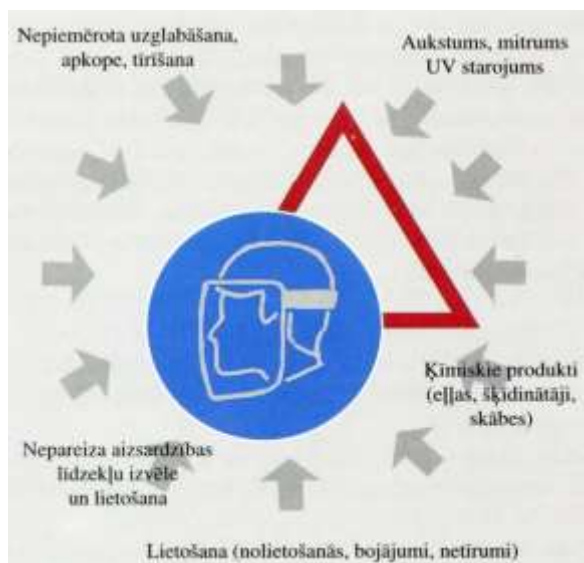 Nepiemērota uzglabāšana,
apkope, tīrīšana
Aukstums, mitrums
UV starojums
Ķīmiskie produkti
(eļļas, šķīdinātāji,
skābes)
Nepareiza aizsardzības
līdzekļu izvēle
un lietošana
Lietošana (nolietošanās, bojājumi, netīrumi)